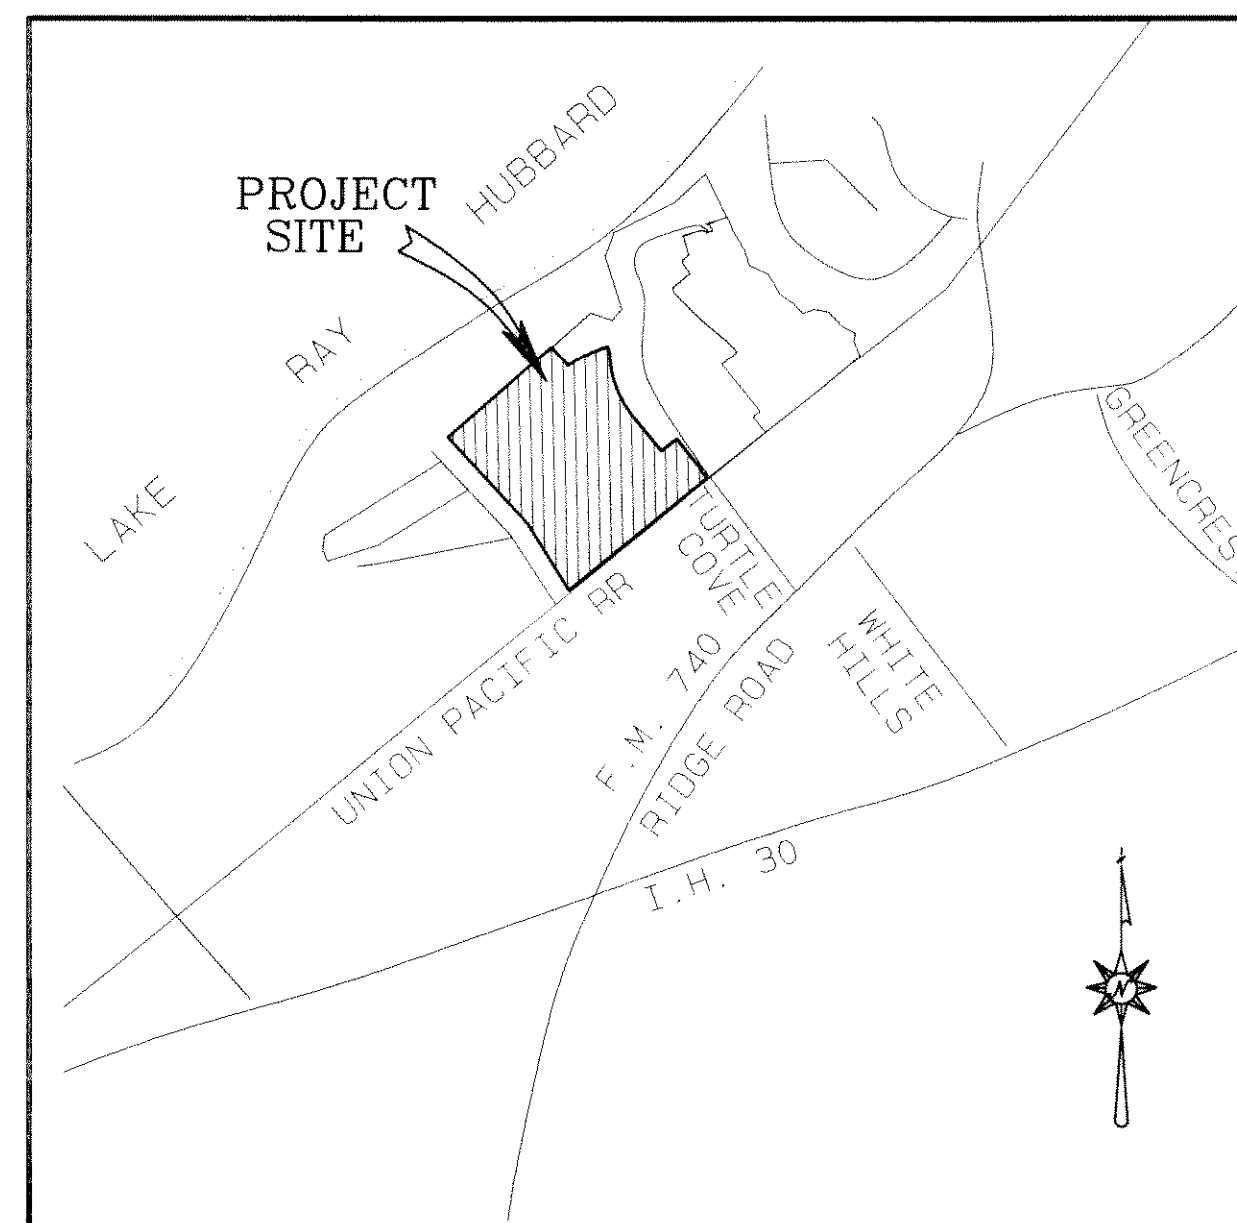 PROJECT
SITE
LAKE RAY HUBBARD
GREENCREST
TURTLE
COVE
UNION PACIFIC RR
F.M. 740
RIDGE ROAD
WHITE
HILLS
I.H. 30
N